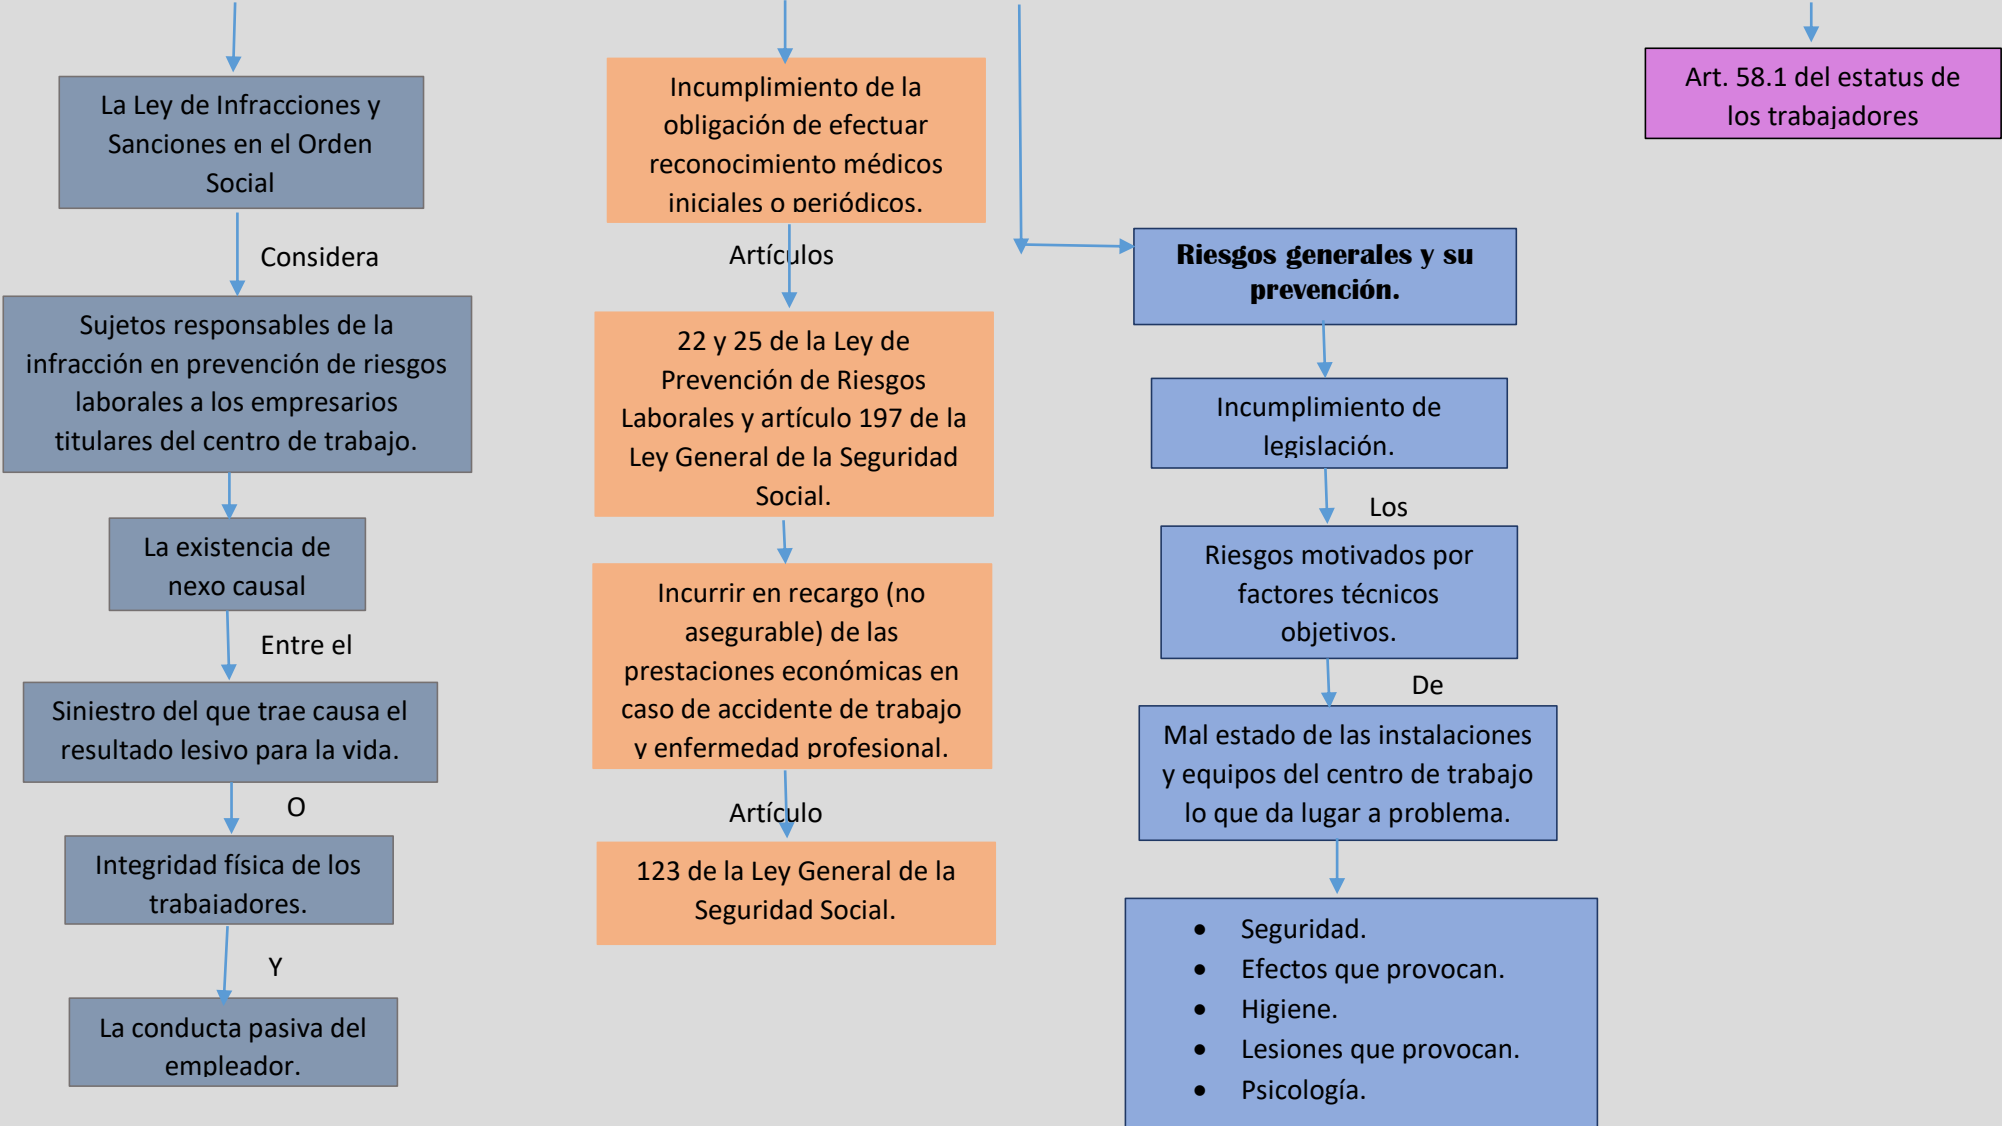 La Ley de Infracciones y
Sanciones en el Orden
Social
Considera
Sujetos responsables de la
infracción en prevención de riesgos
laborales a los empresarios
titulares del centro de trabajo.
La existencia de
nexo causal
Entre el
Siniestro del que trae causa el
resultado lesivo para la vida.
O
Integridad física de los
trabajadores.
Y
La conducta pasiva del
empleador.
Incumplimiento de la
obligación de efectuar
reconocimiento médicos
iniciales o periódicos.
Artículos
22 y 25 de la Ley de
Prevención de Riesgos
Laborales y artículo 197 de la
Ley General de la Seguridad
Social.
Incurrir en recargo (no
asegurable) de las
prestaciones económicas en
caso de accidente de trabajo
y enfermedad profesional.
Artículo
123 de la Ley General de la
Seguridad Social.
Riesgos generales y su
prevención.
Incumplimiento de
legislación.
Los
Riesgos motivados por
factores técnicos
objetivos.
De
Mal estado de las instalaciones
y equipos del centro de trabajo
lo que da lugar a problema.
• Seguridad.
• Efectos que provocan.
• Higiene.
• Lesiones que provocan.
• Psicología.
Art. 58.1 del estatus de
los trabajadores